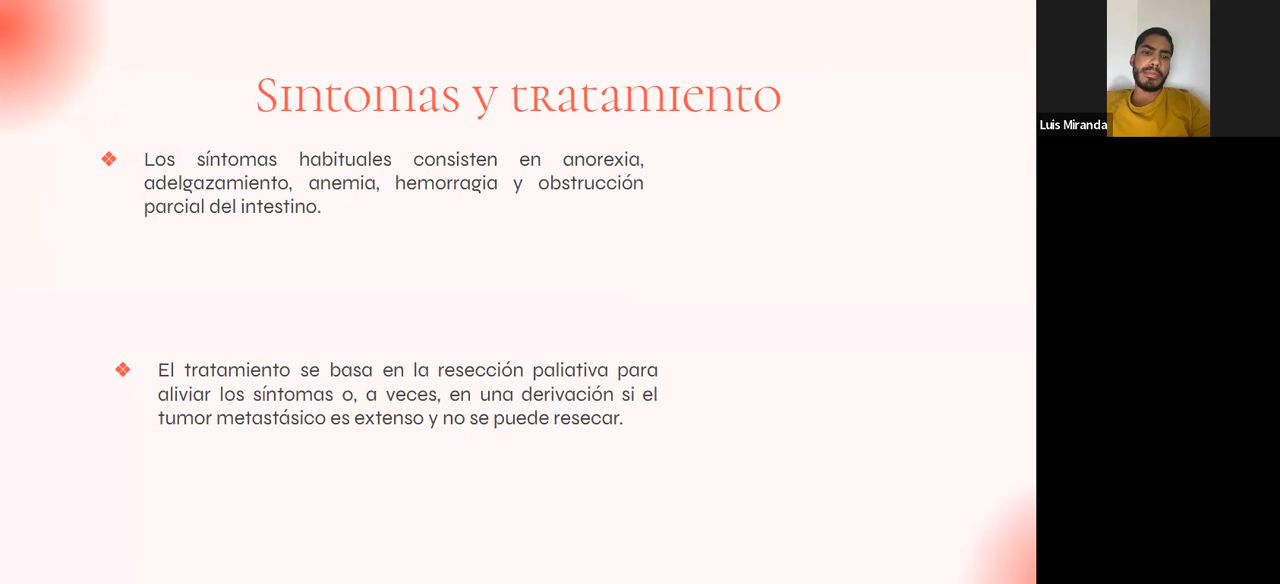 Síntomas y tratamiento
Los síntomas habituales consisten en anorexia,
adelgazamiento, anemia, hemorragia y obstrucción
parcial del intestino.
El tratamiento se basa en la resección paliativa para
aliviar los síntomas o, a veces, en una derivación si el
tumor metastásico es extenso y no se puede resecar.
Luis Miranda